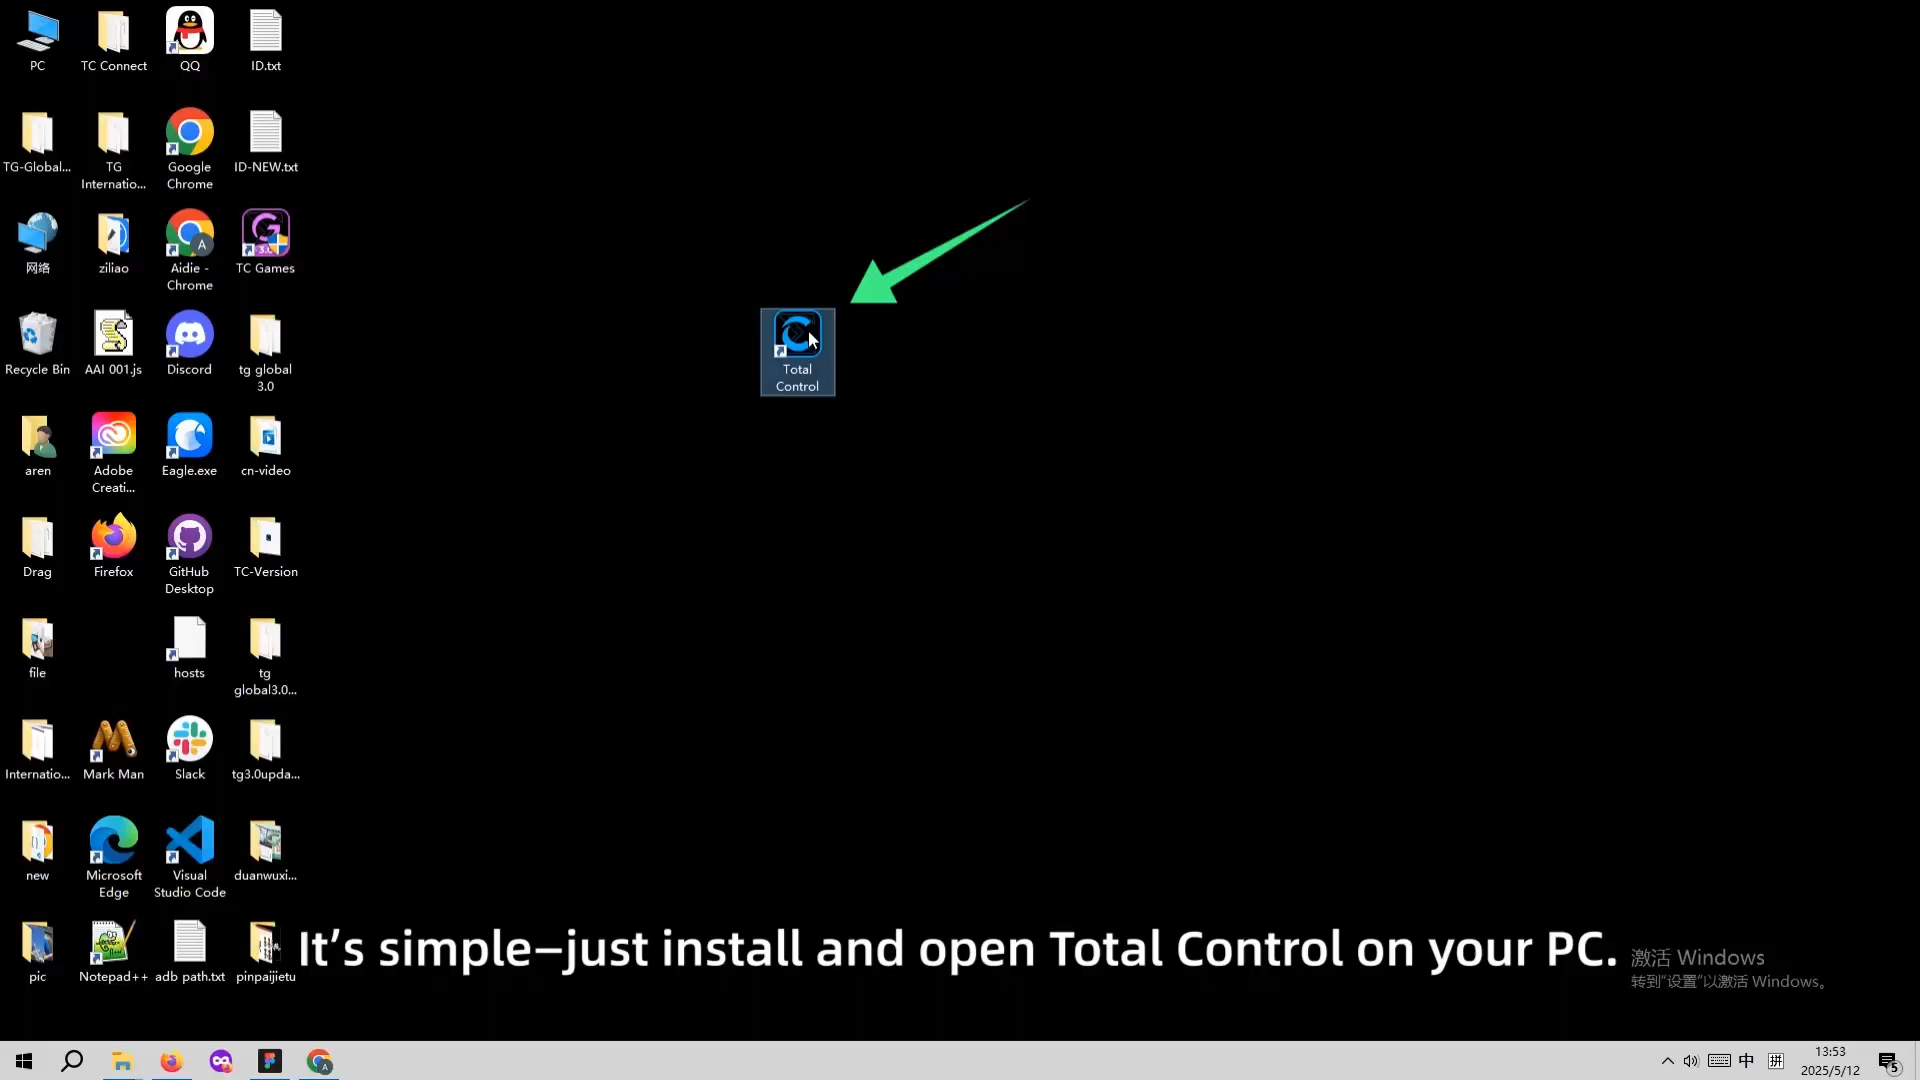 PC
TC Connect
QQ
ID.txt
TG-Global...
TG
Internatio...
Google
Chrome
ID-NEW.txt
网络
ziliao
A
Aidie -
Chrome
3.0
TC Games
Recycle Bin
AAI 001.js
Discord
tg global
3.0
Total
Control
aren
Adobe
Creati...
Eagle.exe
cn-video
Drag
Firefox
GitHub
Desktop
TC-Version
file
hosts
tg
global3.0...
Internatio...
Mark Man
Slack
tg3.0upda...
new
Microsoft
Edge
Visual
Studio Code
duanwuxi...
pic
Notepad++
adb path.txt
pinpaijietu
It’s simple—just install and open Total Control on your PC.
激活 Windows
转到"设置"以激活 Windows。
A
中
拼
13:53
2025/5/12
5